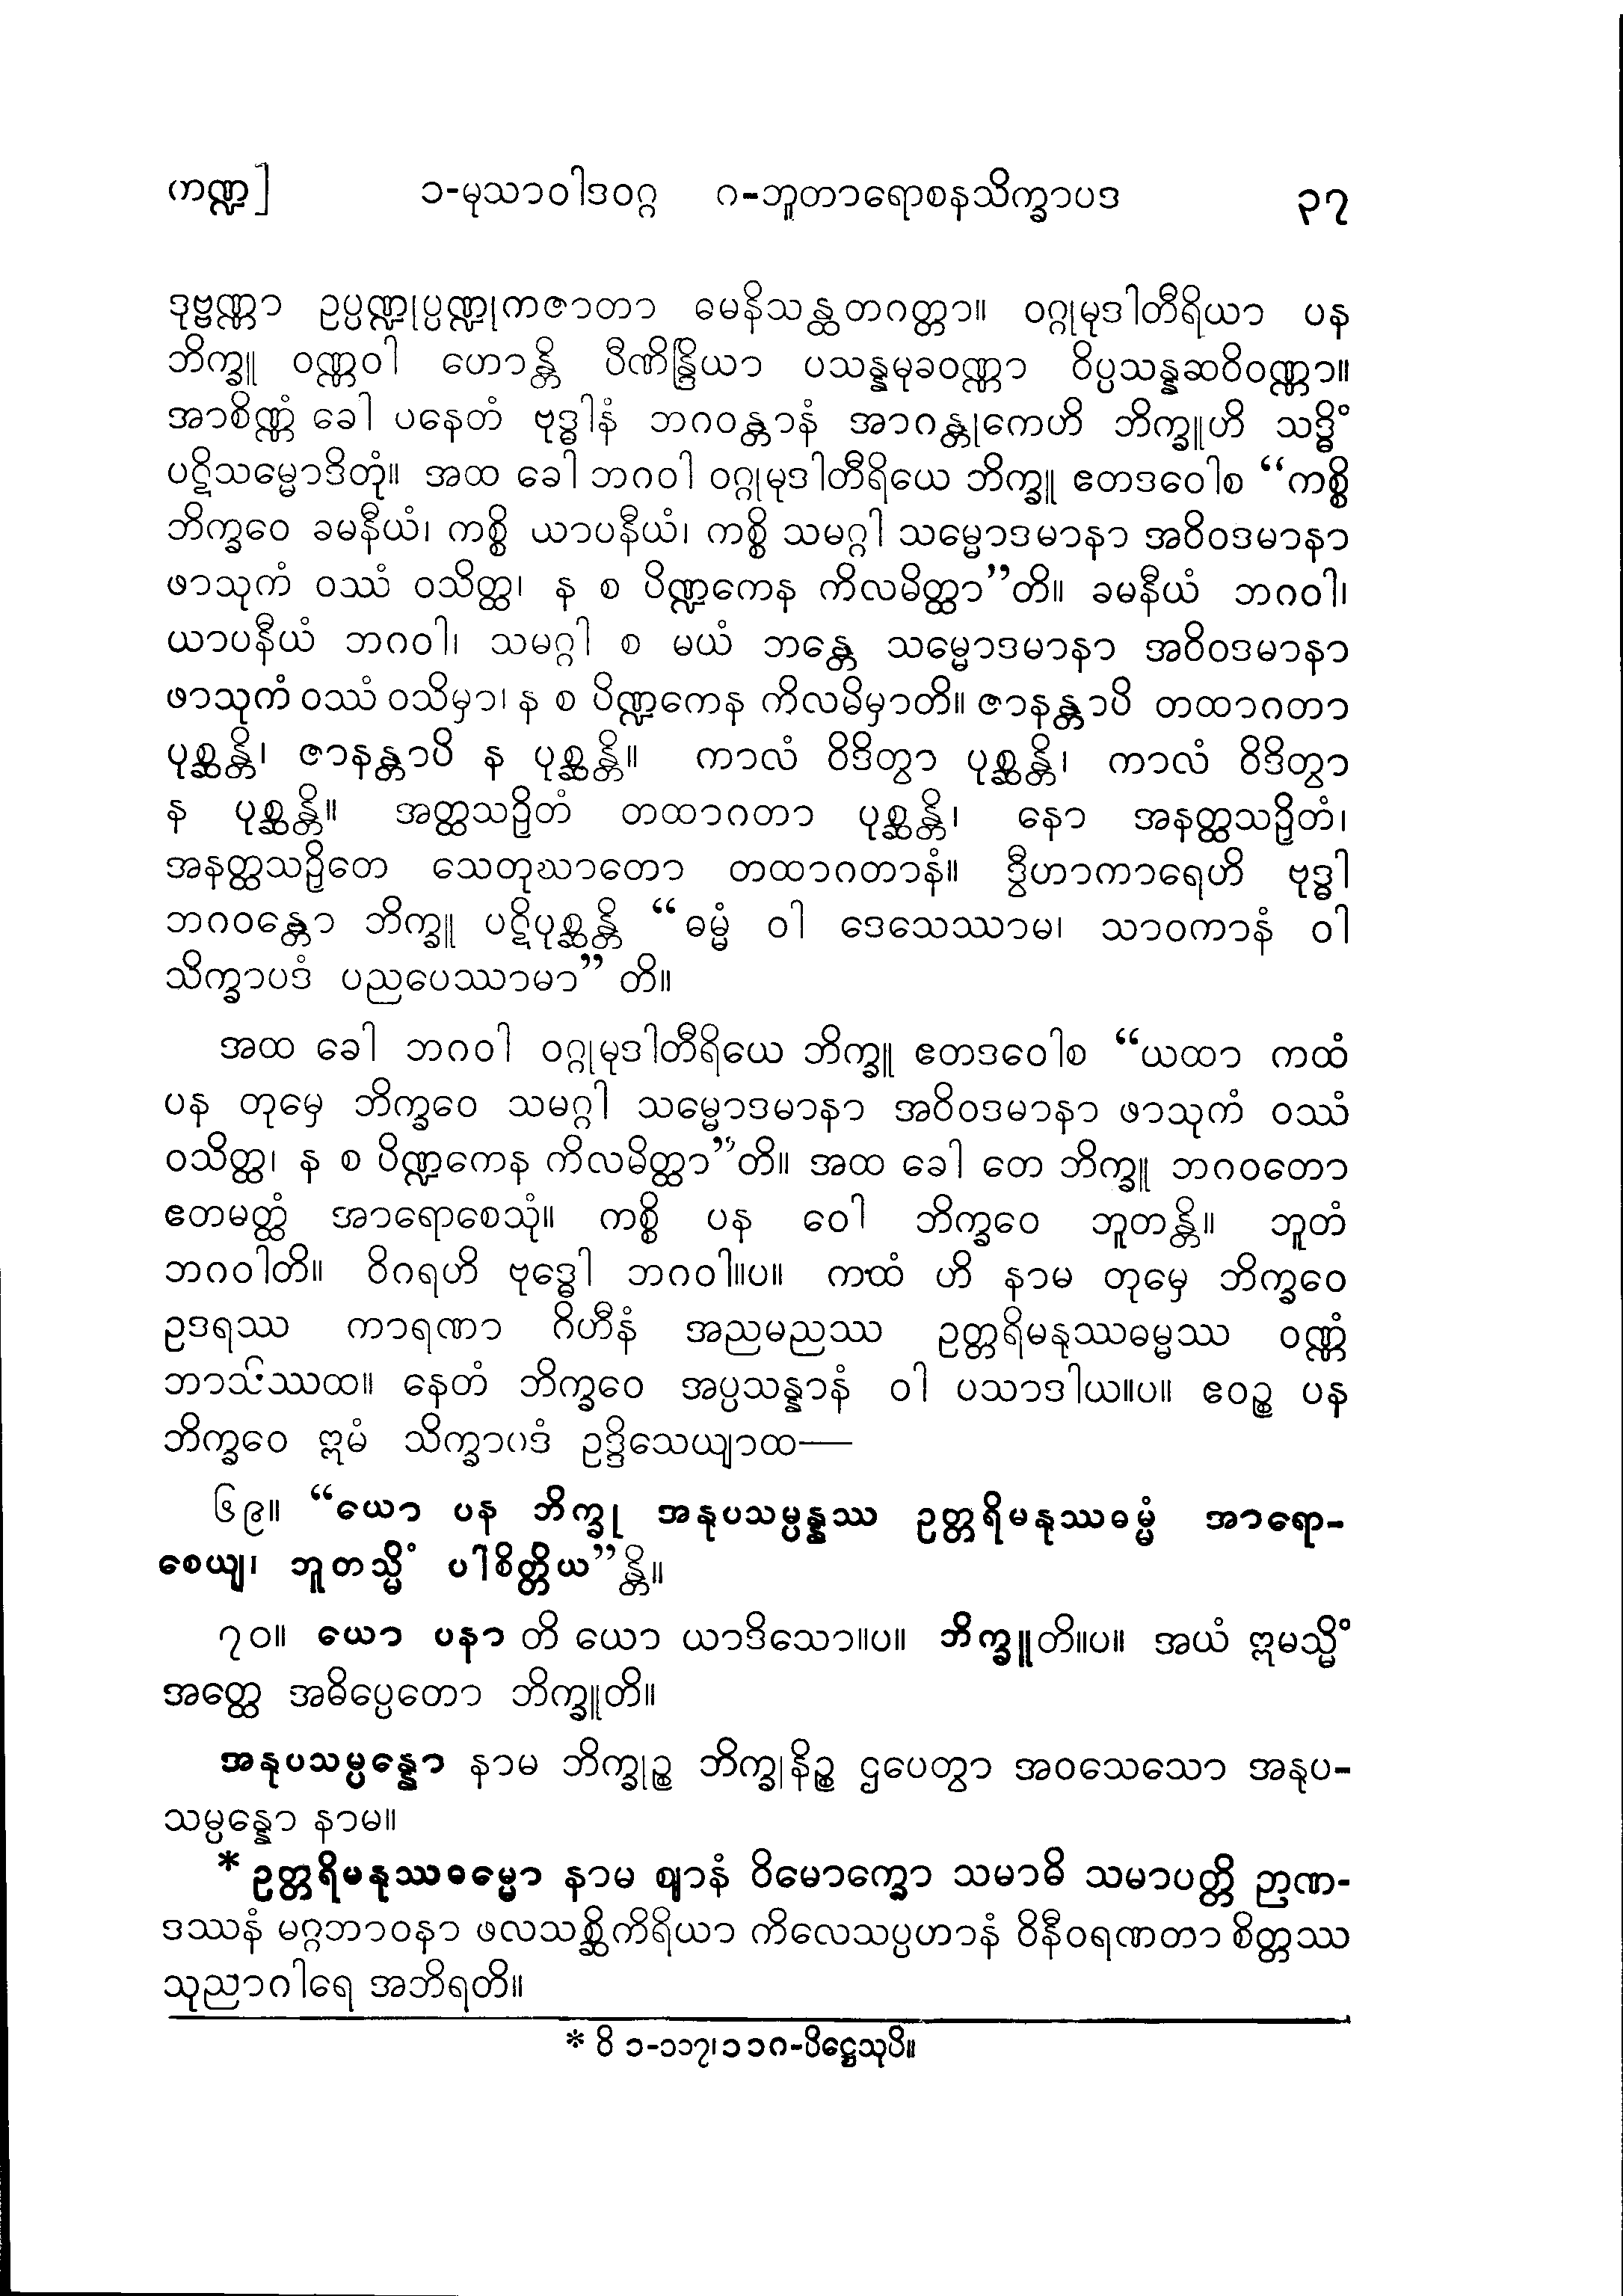 ကဏ္ဍ] ၁-မုသာဝါဒဝဂ္ဂ ဂ-ဘူတာရောစနသိက္ခာပဒ ၃၇
ဒုဗ္ဗဏ္ဏာ ဥပ္ပဏ္ဍုပ္ပဏ္ဍုကဇာတာ ဓမနိသန္ထတဂတ္တာ။ ဝဂ္ဂုမုဒါတီရိယာ ပန
ဘိက္ခူ ဝဏ္ဏဝါ ဟောန္တိ ပီဏိန္ဒြိယာ ပသန္နမုခဝဏ္ဏာ ဝိပ္ပသန္နဆဝိဝဏ္ဏာ။
အာစိဏ္ဏံ ခေါ ပနေတံ ဗုဒ္ဓါနံ ဘဂဝန္တာနံ အာဂန္တုကေဟိ ဘိက္ခူဟိ သဒ္ဓိံ
ပဋိသမ္မောဒိတုံ။ အထ ခေါ ဘဂဝါ ဝဂ္ဂုမုဒါတီရိယေ ဘိက္ခူ ဧတဒဝေါစ “ကစ္စိ
ဘိက္ခဝေ ခမနီယံ၊ ကစ္စိ ယာပနီယံ၊ ကစ္စိ သမဂ္ဂါ သမ္မောဒမာနာ အဝိဝဒမာနာ
ဖာသုကံ ဝဿံ ဝသိတ္ထ၊ န စ ပိဏ္ဍကေန ကိလမိတ္ထာ”တိ။ ခမနီယံ ဘဂဝါ၊
ယာပနီယံ ဘဂဝါ၊ သမဂ္ဂါ စ မယံ ဘန္တေ သမ္မောဒမာနာ အဝိဝဒမာနာ
ဖာသုကံ ဝဿံ ဝသိမှာ၊ န စ ပိဏ္ဍကေန ကိလမိမှာတိ။ ဇာနန္တာပိ တထာဂတာ
ပုစ္ဆန္တိ၊ ဇာနန္တာပိ န ပုစ္ဆန္တိ။ ကာလံ ဝိဒိတွာ ပုစ္ဆန္တိ၊ ကာလံ ဝိဒိတွာ
န ပုစ္ဆန္တိ။ အတ္ထသဉှိတံ တထာဂတာ ပုစ္ဆန္တိ၊ နော အနတ္ထသဉှိတံ၊
အနတ္ထသဉှိတေ သေတုဃာတော တထာဂတာနံ။ ဒွီဟာကာရေဟိ ဗုဒ္ဓါ
ဘဂဝန္တော ဘိက္ခူ ပဋိပုစ္ဆန္တိ “ဓမ္မံ ဝါ ဒေသေဿာမ၊ သာဝကာနံ ဝါ
သိက္ခာပဒံ ပညပေဿာမာ” တိ။
အထ ခေါ ဘဂဝါ ဝဂ္ဂုမုဒါတီရိယေ ဘိက္ခူ ဧတဒဝေါစ “ယထာ ကထံ
ပန တုမှေ ဘိက္ခဝေ သမဂ္ဂါ သမ္မောဒမာနာ အဝိဝဒမာနာ ဖာသုကံ ဝဿံ
ဝသိတ္ထ၊ န စ ပိဏ္ဍကေန ကိလမိတ္ထာ”တိ။ အထ ခေါ တေ ဘိက္ခူ ဘဂဝတော
ဧတမတ္ထံ အာရောစေသုံ။ ကစ္စိ ပန ဝေါ ဘိက္ခဝေ ဘူတန္တိ။ ဘူတံ
ဘဂဝါတိ။ ဝိဂရဟိ ဗုဒ္ဓေါ ဘဂဝါ။ပ။ ကထံ ဟိ နာမ တုမှေ ဘိက္ခဝေ
ဥဒရဿ ကာရဏာ ဂိဟီနံ အညမညဿ ဥတ္တရိမနုဿဓမ္မဿ ဝဏ္ဏံ
ဘာသိဿထ။ နေတံ ဘိက္ခဝေ အပ္ပသန္နာနံ ဝါ ပသာဒါယ။ပ။ ဧဝဉ္စ ပန
ဘိက္ခဝေ ဣမံ သိက္ခာပဒံ ဥဒ္ဒိသေယျာထ—
၆၉။ “ယော ပန ဘိက္ခု အနုပသမ္ပန္နဿ ဥတ္တရိမနုဿဓမ္မံ အာရော-
စေယျ၊ ဘူတသ္မိံ ပါစိတ္တိယ”န္တိ။
၇၀။ ယော ပနာ တိ ယော ယာဒိသော။ပ။ ဘိက္ခူတိ။ပ။ အယံ ဣမသ္မိံ
အတ္ထေ အဓိပ္ပေတော ဘိက္ခူတိ။
အနုပသမ္ပန္နော နာမ ဘိက္ခုဉ္စ ဘိက္ခုနိဉ္စ ဌပေတွာ အဝသေသော အနုပ-
သမ္ပန္နော နာမ။
* ဥတ္တရိမနုဿဓမ္မော နာမ ဈာနံ ဝိမောက္ခော သမာဓိ သမာပတ္တိ ဉာဏ-
ဒဿနံ မဂ္ဂဘာဝနာ ဖလသစ္ဆိကိရိယာ ကိလေသပ္ပဟာနံ ဝိနီဝရဏတာ စိတ္တဿ
သုညာဂါရေ အဘိရတိ။
* ဝိ ၁-၁၁၇၊၁၁ဂ-ပိဋ္ဌေသုပိ။